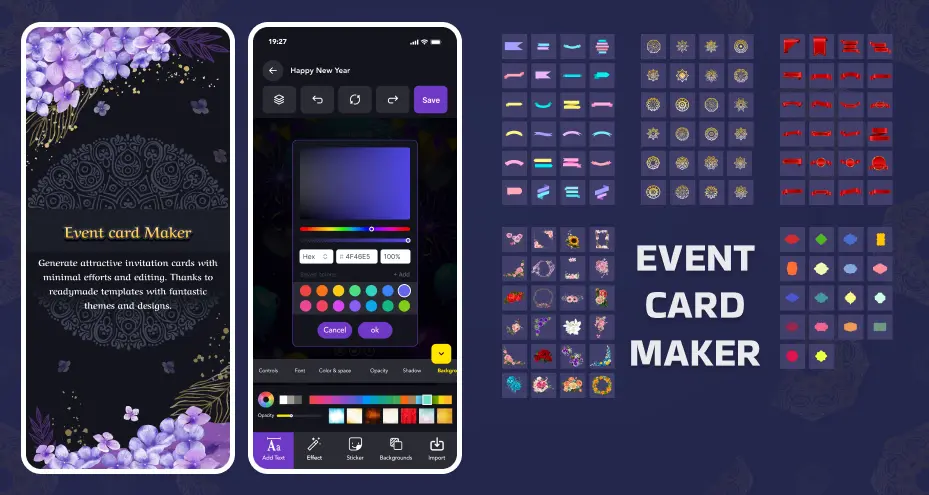 Event card Maker
Generate attractive invitation cards with
minimal efforts and editing. Thanks to
readymade templates with fantastic
themes and designs.
19:27
Happy New Year
Save
Hex
# 4F46E5
100%
+ Add
Cancel
ok
Controls
Font
Color & space
Opacity
Shadow
Backgro
Opacity
Aa
Add Text
Effect
Sticker
Backgrounds
Import
EVENT
CARD
MAKER